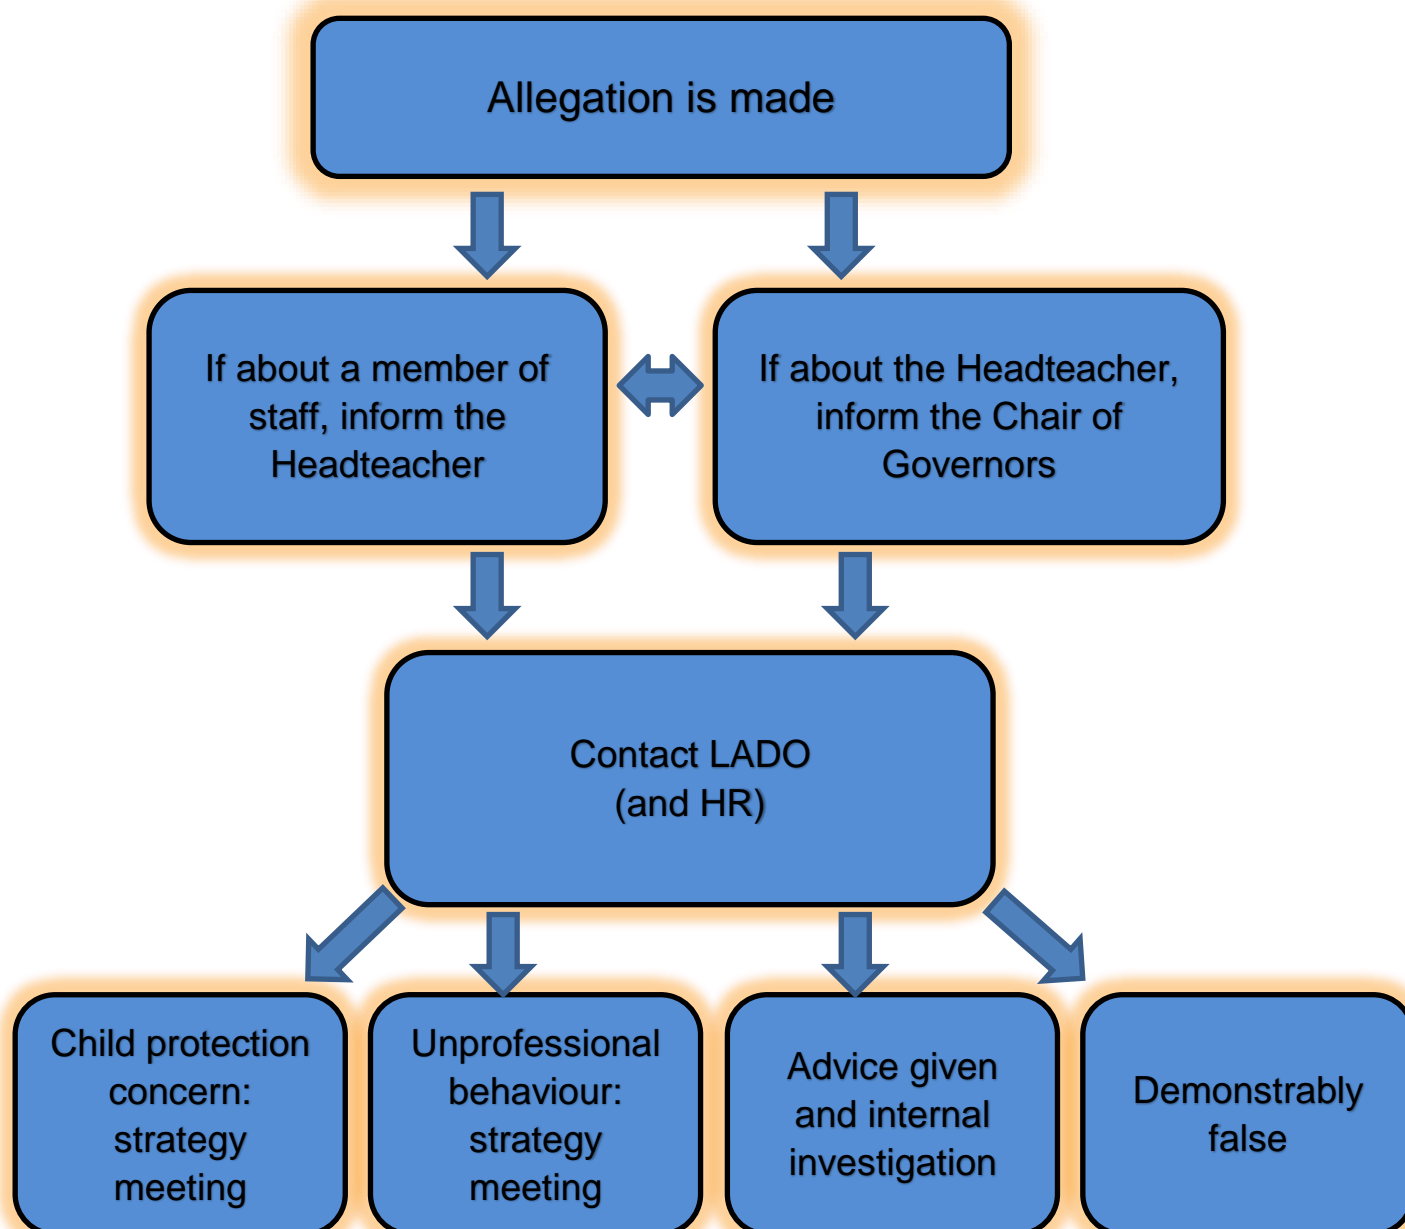 Allegation is made
If about a member of
staff, inform the
Headteacher
If about the Headteacher,
inform the Chair of
Governors
Contact LADO
(and HR)
Child protection
concern:
strategy
meeting
Unprofessional
behaviour:
strategy
meeting
Advice given
and internal
investigation
Demonstrably
false